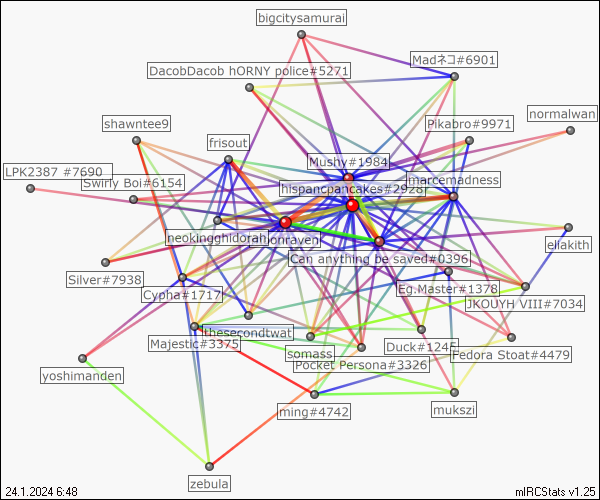 bigcitysamurai
Madネコ#6901
DacobDacob hORNY police#5271
normalwan
shawntee9
Pikabro#9971
frisout
Mushy#1984
LPK2387 #7690
Swirly Boi#6154
hispancpancakes#2928
marcemadness
neokingghidorah
jonraven
eliakith
Can anything be saved#0396
Silver#7938
Cypha#1717
Eg.Master#1378
JKOUYH VIII#7034
thesecondtwat
Majestic#3375
somass
Duck#1245
Fedora Stoat#4479
Pocket Persona#3326
yoshimanden
ming#4742
mukszi
zebula
24.1.2024 6:48
mIRCStats v1.25